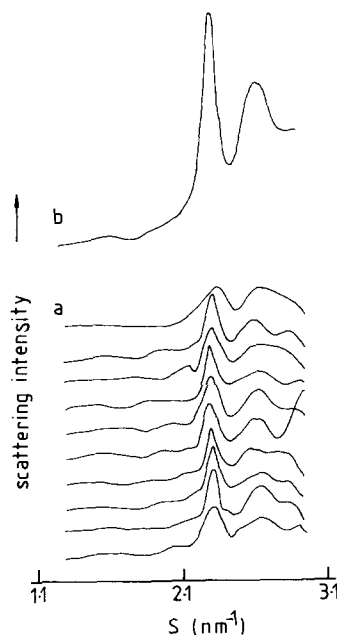 b
a
scattering intensity
1·1
2·1
3·1
S (nm⁻¹)